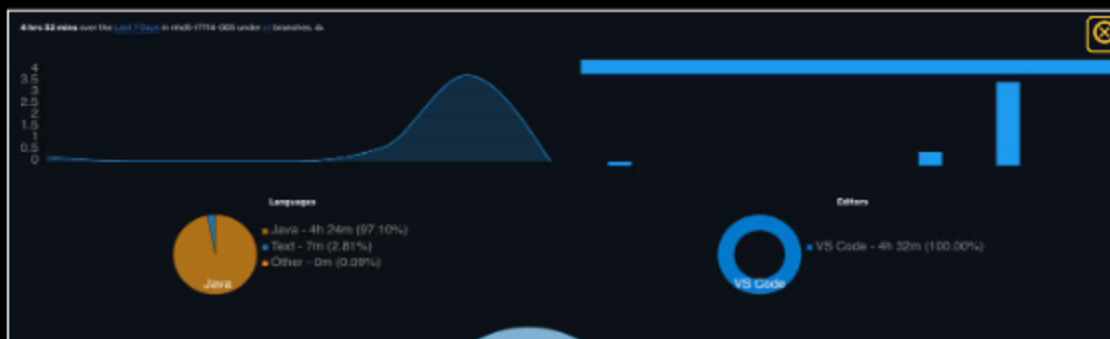 4 hrs 32 mins over the Last 7 Days in under all branches.
4
3.5
3
2.5
2
1.5
1
0.5
0
Languages
Java - 4h 24m (97.10%)
Text - 7m (2.81%)
Other - 0m (0.09%)
Java
Editors
VS Code - 4h 32m (100.00%)
VS Code